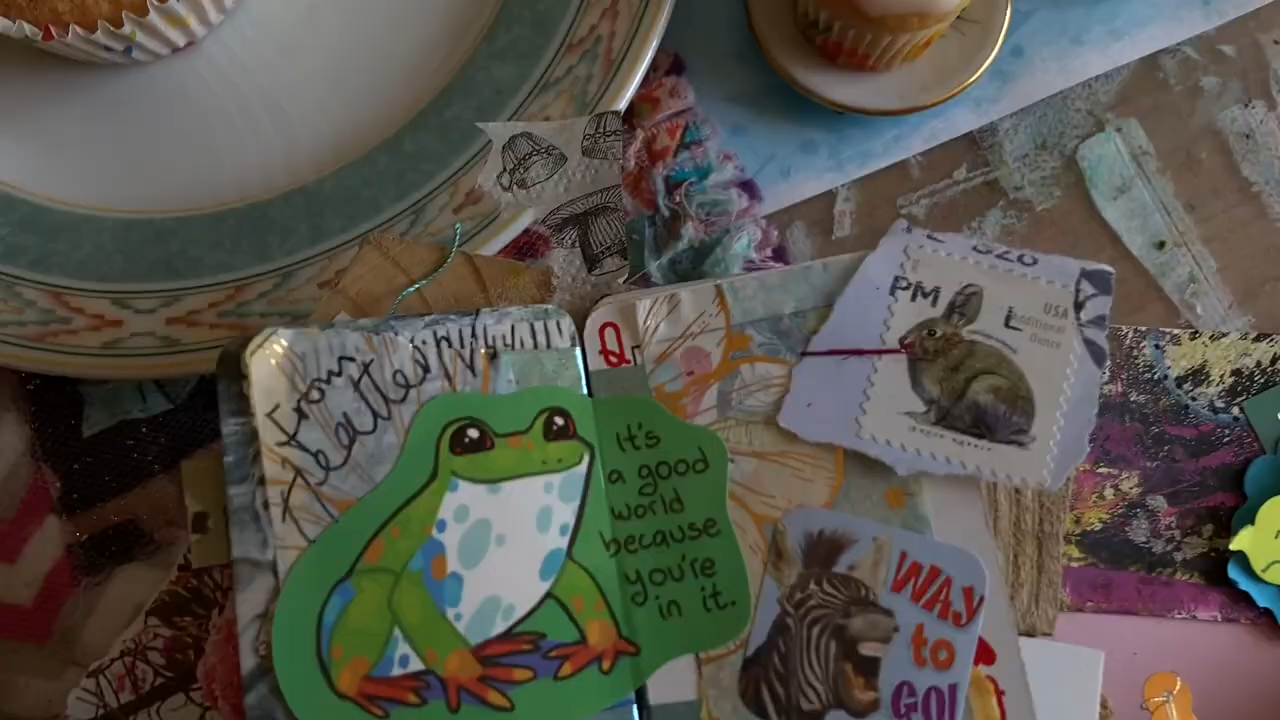 PM
L
USA
Additional
Ounce
Q
From
It's
a good
world
because
you're
in it.
WAY
to
GO!